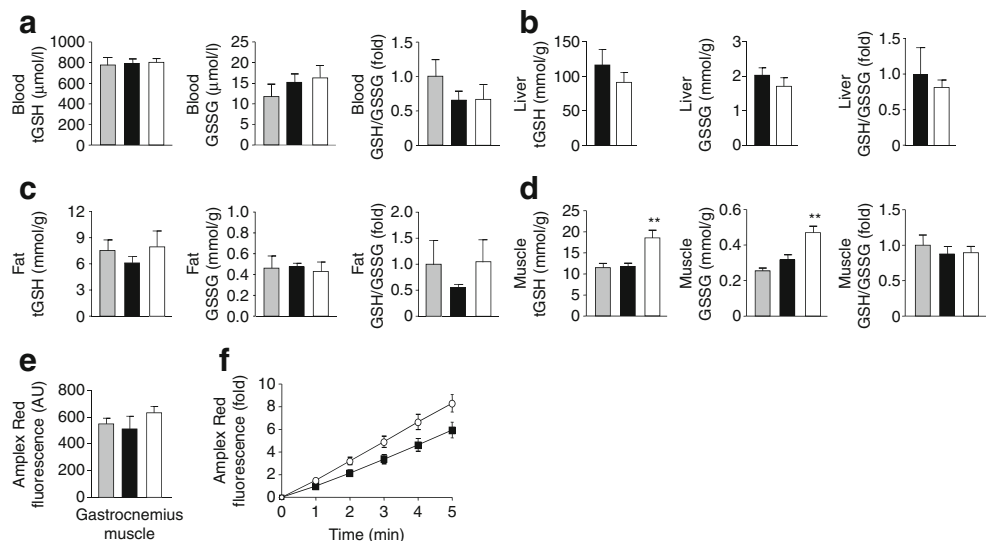 a
Blood
tGSH (μmol/l)
1000
800
600
400
200
0
Blood
GSSG (μmol/l)
25
20
15
10
5
0
Blood
GSH/GSSG (fold)
1.5
1.0
0.5
0
b
Liver
tGSH (mmol/g)
150
100
50
0
Liver
GSSG (mmol/g)
3
2
1
0
Liver
GSH/GSSG (fold)
1.5
1.0
0.5
0
c
Fat
tGSH (mmol/g)
12
9
6
3
0
Fat
GSSG (mmol/g)
1.0
0.8
0.6
0.4
0.2
0.0
Fat
GSH/GSSG (fold)
2.0
1.5
1.0
0.5
0
d
Muscle
tGSH (mmol/g)
25
20
15
10
5
0
**
Muscle
GSSG (mmol/g)
0.6
0.4
0.2
0
**
Muscle
GSH/GSSG (fold)
1.5
1.0
0.5
0
e
Amplex Red
fluorescence (AU)
800
600
400
200
0
Gastrocnemius
muscle
f
Amplex Red
fluorescence (fold)
10
8
6
4
2
0
0 1 2 3 4 5
Time (min)